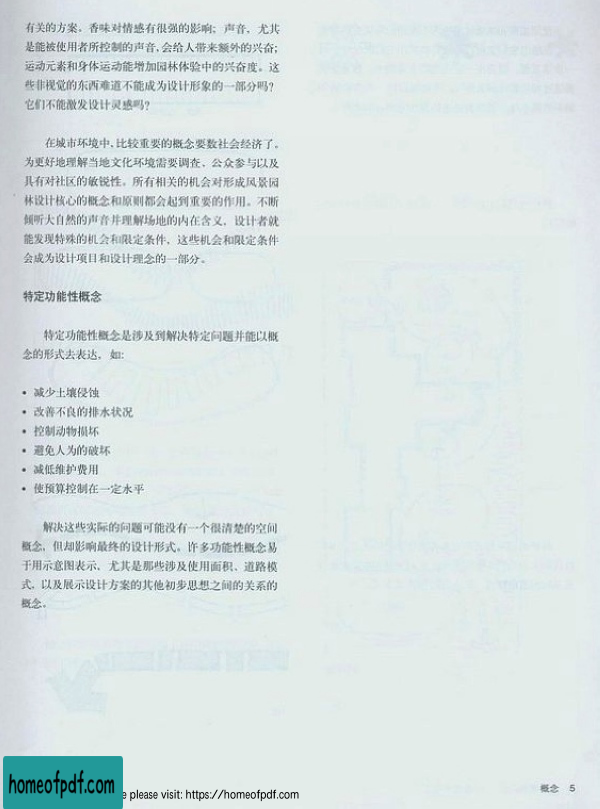 有关的方案。香味对情感有很强的影响；声音，尤其
是能被使用者所控制的声音，会给人带来额外的兴奋；
运动元素和身体运动能增加园林体验中的兴奋度。这
些非视觉的东西难道不能成为设计形象的一部分吗？
它们不能激发设计灵感吗？
在城市环境中，比较重要的概念要数社会经济了。
为更好地理解当地文化环境需要调查、公众参与以及
具有对社区的敏锐性。所有相关的机会对形成风景园
林设计核心的概念和原则都会起到重要的作用。不断
倾听大自然的声音并理解场地的内在含义，设计者就
能发现特殊的机会和限定条件，这些机会和限定条件
会成为设计项目和设计理念的一部分。
特定功能性概念
特定功能性概念是涉及到解决特定问题并能以概
念的形式去表达，如：
• 减少土壤侵蚀
• 改善不良的排水状况
• 控制动物损坏
• 避免人为的破坏
• 减低维护费用
• 使预算控制在一定水平
解决这些实际的问题可能没有一个很清楚的空间
概念，但却影响最终的设计形式。许多功能性概念易
于用示意图表示，尤其是那些涉及使用面积、道路模
式，以及展示设计方案的其他初步思想之间的关系的
概念。
概念 5
homeofpdf.com
e please visit: https://homeofpdf.com